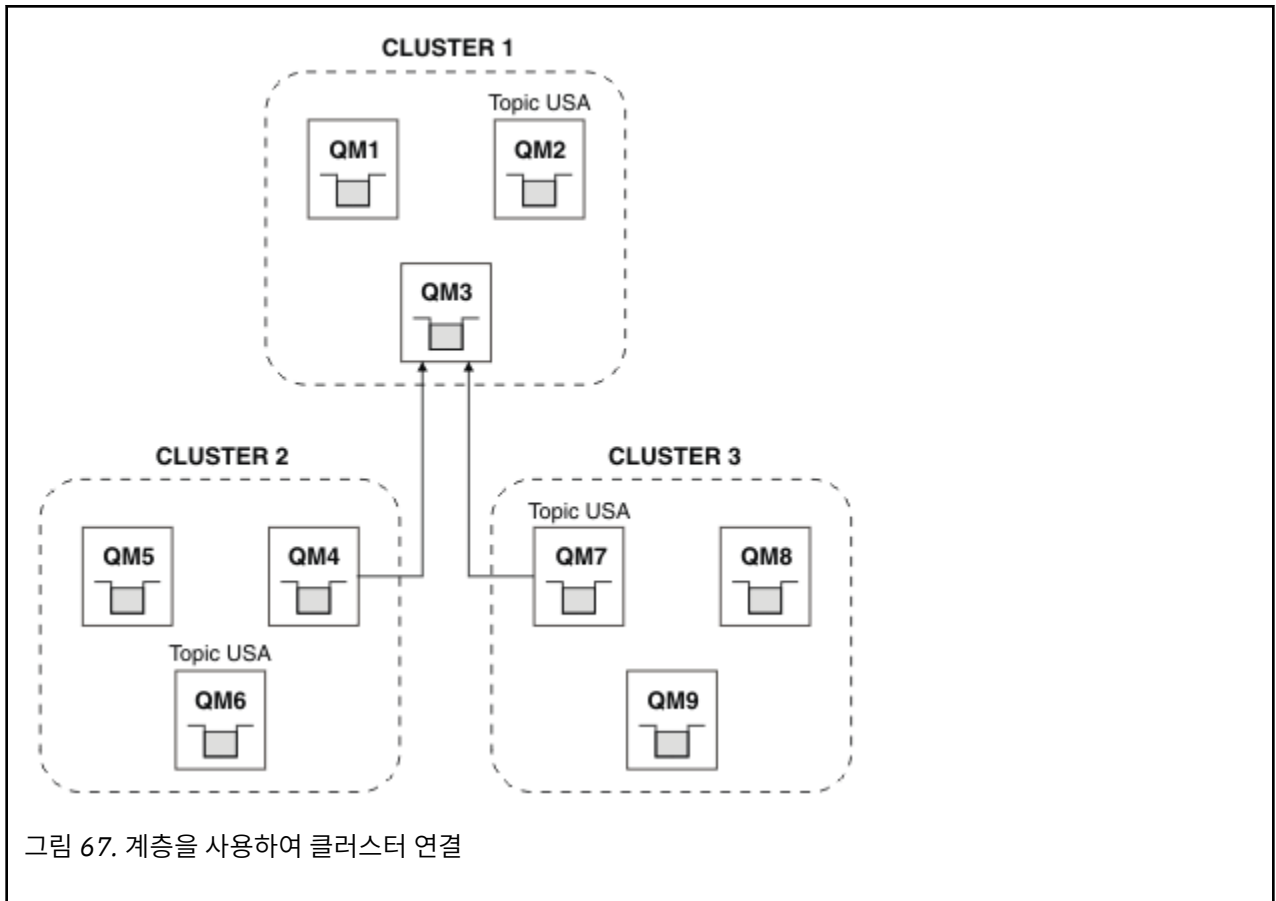 CLUSTER 1
Topic USA
QM1
QM2
QM3
CLUSTER 2
CLUSTER 3
Topic USA
QM5
QM4
QM7
QM8
Topic USA
QM6
QM9
그림 67. 계층을 사용하여 클러스터 연결